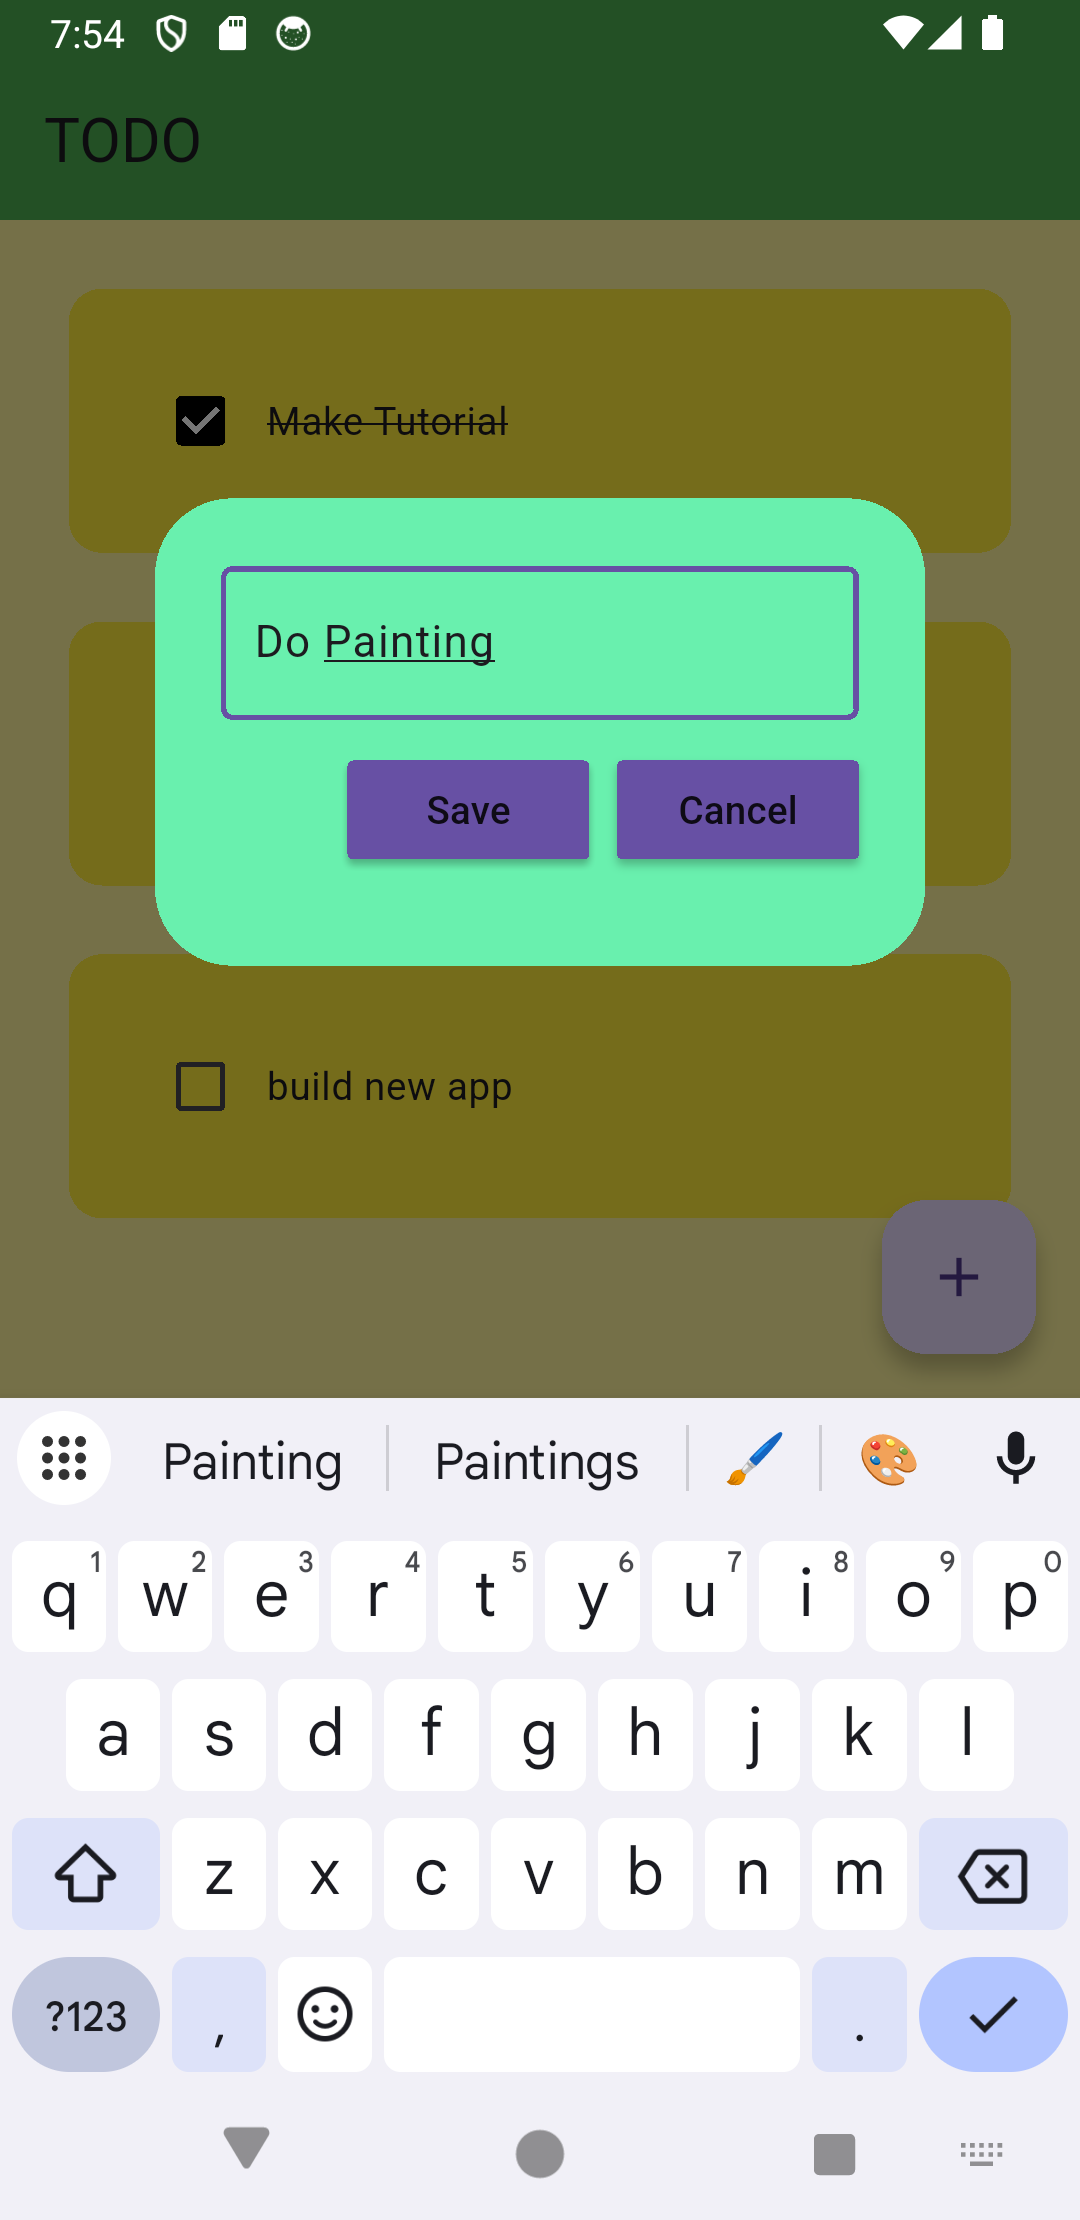 7:54
TODO
Make Tutorial
Do Painting
Save Cancel
build new app
Painting Paintings
q 1 w 2 e 3 r 4 t 5 y 6 u 7 i 8 o 9 p 0
a s d f g h j k l
z x c v b n m
?123 , .